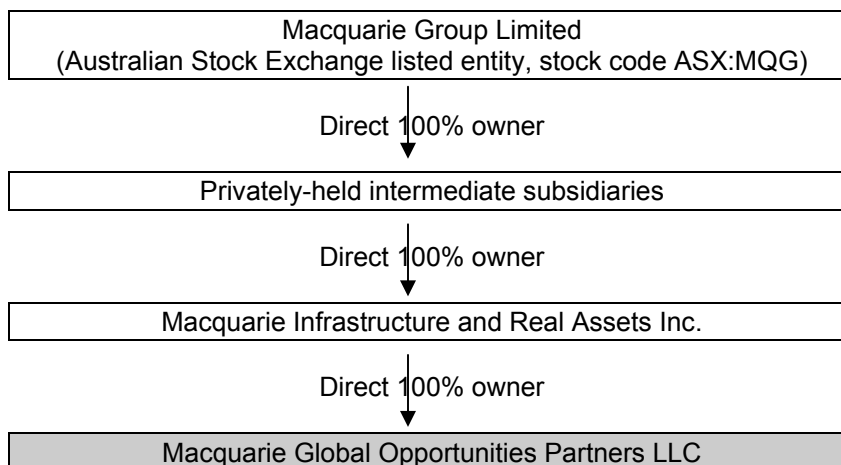 Macquarie Group Limited
(Australian Stock Exchange listed entity, stock code ASX:MQG)
Direct 100% owner
Privately-held intermediate subsidiaries
Direct 100% owner
Macquarie Infrastructure and Real Assets Inc.
Direct 100% owner
Macquarie Global Opportunities Partners LLC